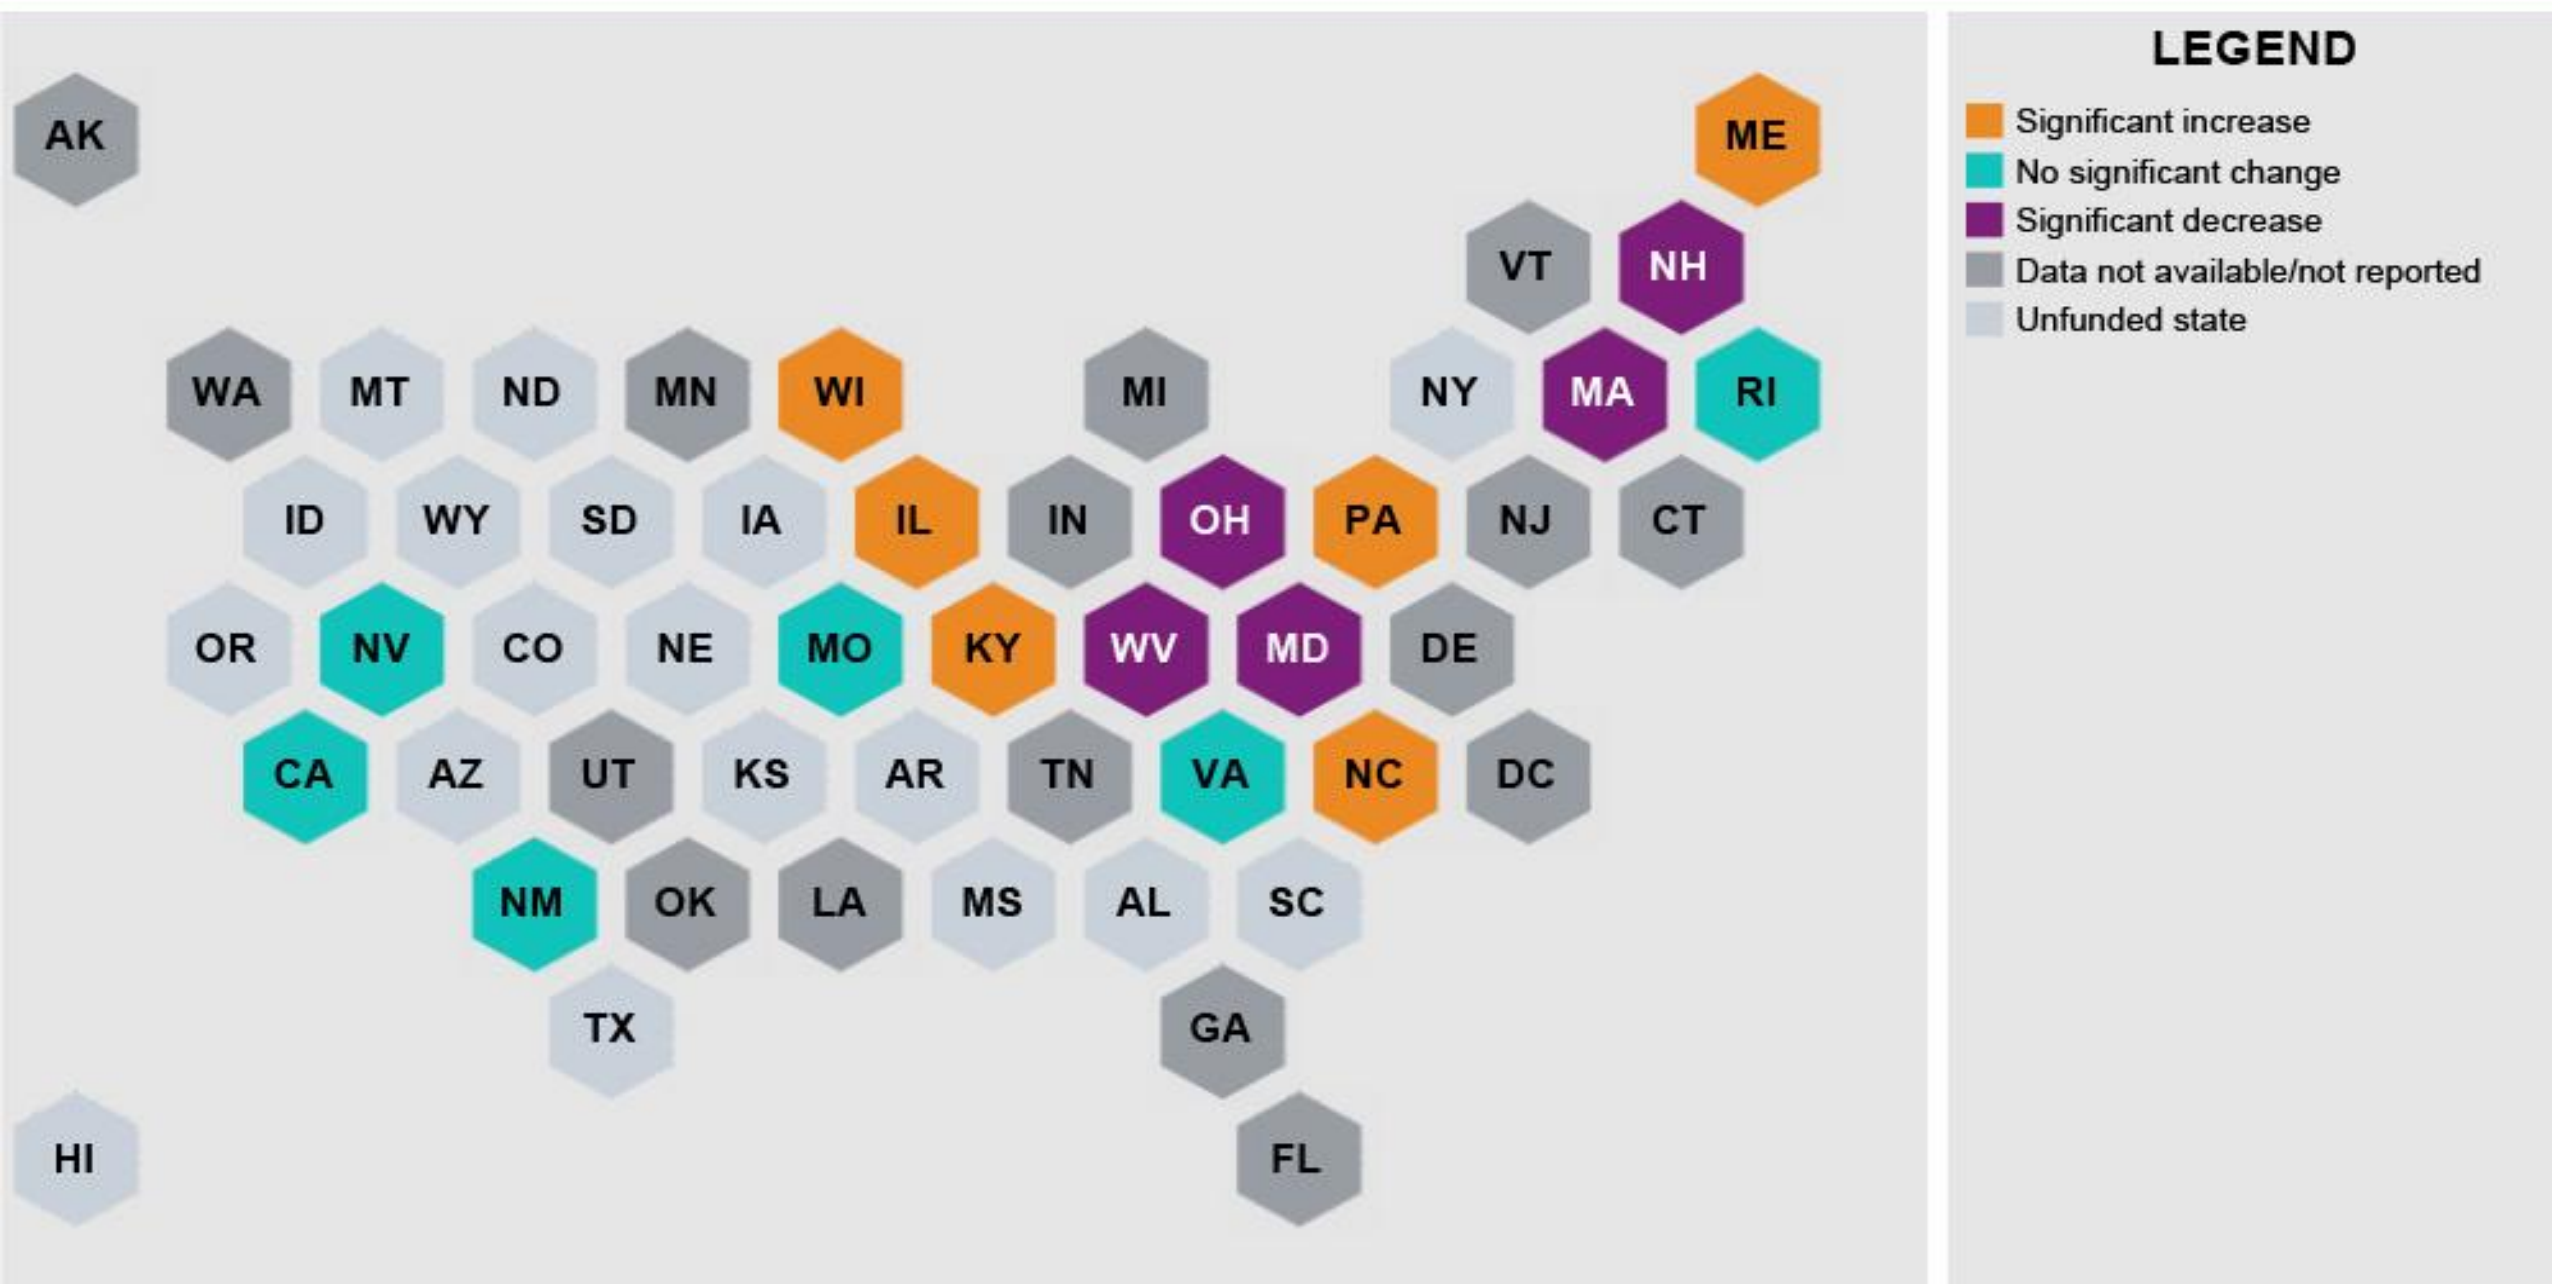 LEGEND
Significant increase
No significant change
Significant decrease
Data not available/not reported
Unfunded state
AK
ME
VT NH
WA MT ND MN WI MI NY MA RI
ID WY SD IA IL IN OH PA NJ CT
OR NV CO NE MO KY WV MD DE
CA AZ UT KS AR TN VA NC DC
NM OK LA MS AL SC
TX GA
HI FL